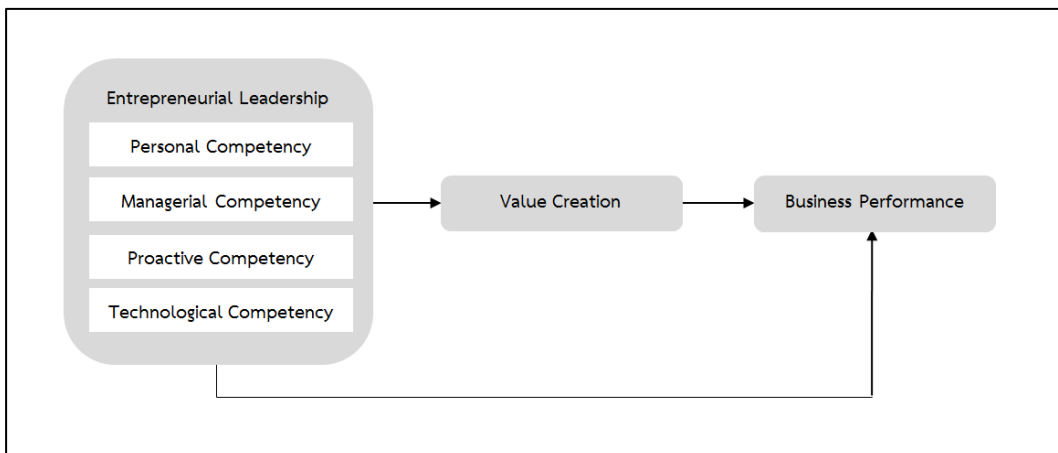 Entrepreneurial Leadership
Personal Competency
Managerial Competency
Proactive Competency
Technological Competency
Value Creation
Business Performance